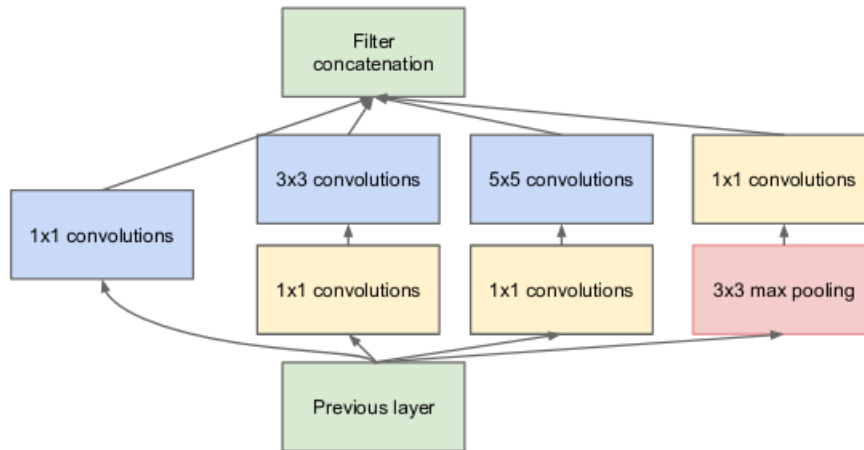 Filter
concatenation
3x3 convolutions
5x5 convolutions
1x1 convolutions
1x1 convolutions
1x1 convolutions
1x1 convolutions
3x3 max pooling
Previous layer